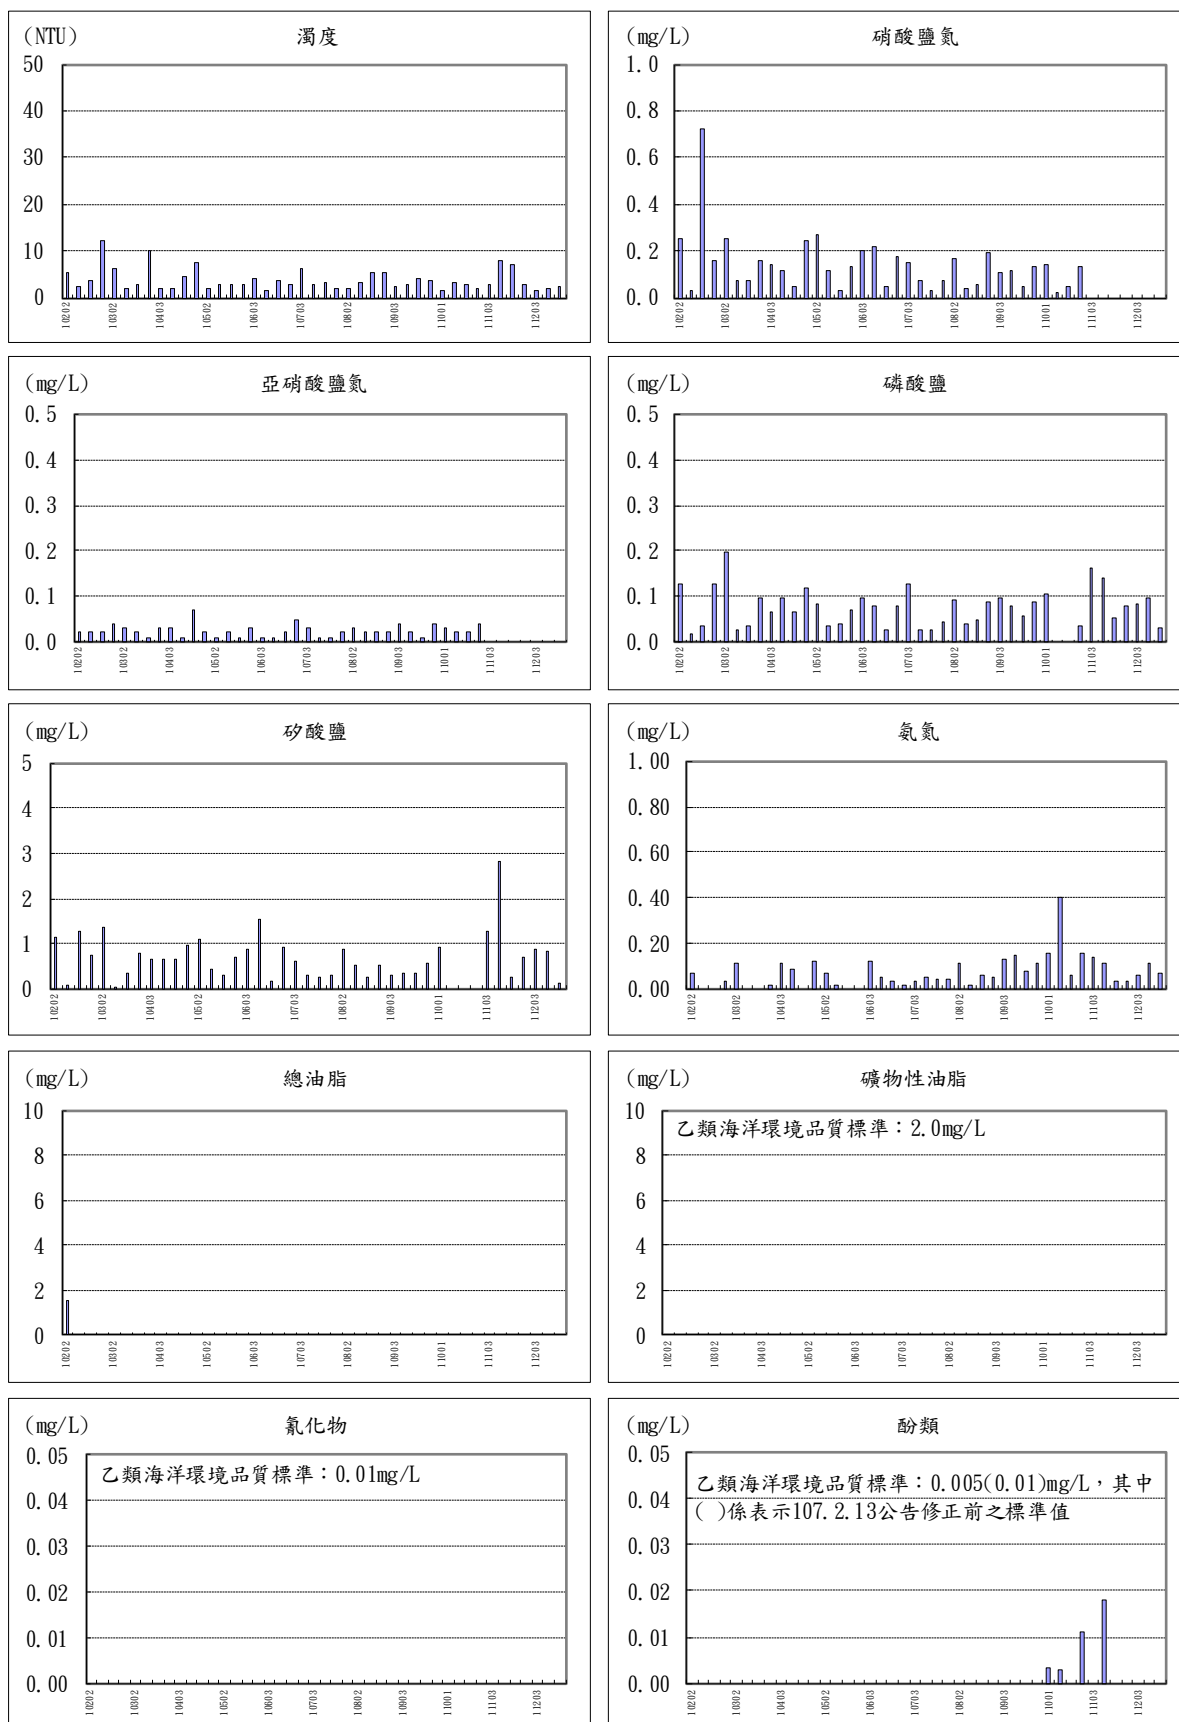 (NTU) 濁度
50
40
30
20
10
0
10202 10302 10403 10502 10603 10703 10802 10903 11001 11103 11203
(mg/L) 硝酸鹽氮
1.0
0.8
0.6
0.4
0.2
0.0
10202 10302 10403 10502 10603 10703 10802 10903 11001 11103 11203
(mg/L) 亞硝酸鹽氮
0.5
0.4
0.3
0.2
0.1
0.0
10202 10302 10403 10502 10603 10703 10802 10903 11001 11103 11203
(mg/L) 磷酸鹽
0.5
0.4
0.3
0.2
0.1
0.0
10202 10302 10403 10502 10603 10703 10802 10903 11001 11103 11203
(mg/L) 矽酸鹽
5
4
3
2
1
0
10202 10302 10403 10502 10603 10703 10802 10903 11001 11103 11203
(mg/L) 氨氮
1.00
0.80
0.60
0.40
0.20
0.00
10202 10302 10403 10502 10603 10703 10802 10903 11001 11103 11203
(mg/L) 總油脂
10
8
6
4
2
0
10202 10302 10403 10502 10603 10703 10802 10903 11001 11103 11203
(mg/L) 礦物性油脂
10
乙類海洋環境品質標準：2.0mg/L
8
6
4
2
0
10202 10302 10403 10502 10603 10703 10802 10903 11001 11103 11203
(mg/L) 氰化物
0.05
乙類海洋環境品質標準：0.01mg/L
0.04
0.03
0.02
0.01
0.00
10202 10302 10403 10502 10603 10703 10802 10903 11001 11103 11203
(mg/L) 酚類
0.05
乙類海洋環境品質標準：0.005(0.01)mg/L，其中
( )係表示107.2.13公告修正前之標準值
0.04
0.03
0.02
0.01
0.00
10202 10302 10403 10502 10603 10703 10802 10903 11001 11103 11203